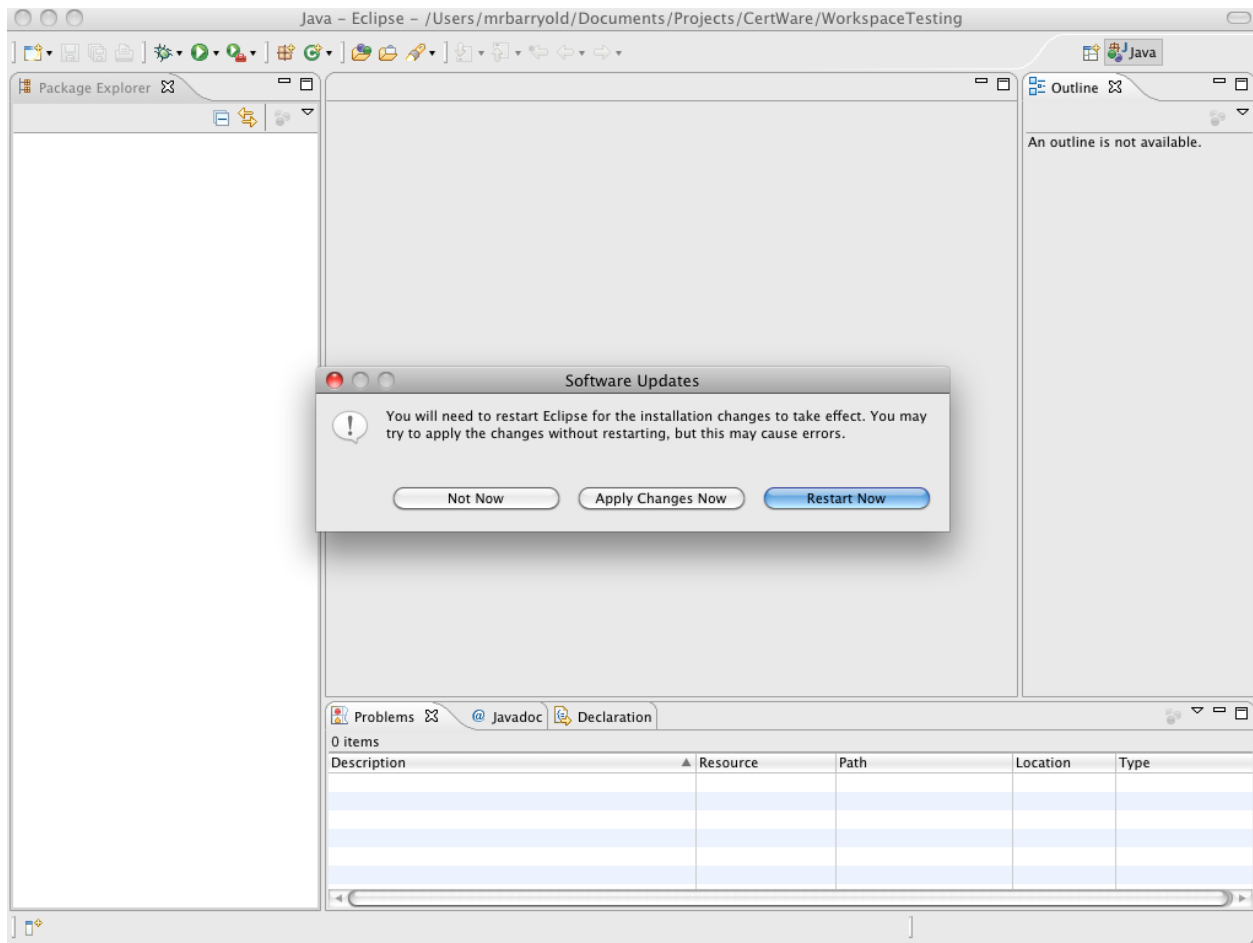 Java – Eclipse – /Users/mrbarryold/Documents/Projects/CertWare/WorkspaceTesting
Java
Package Explorer
Outline
An outline is not available.
Software Updates
You will need to restart Eclipse for the installation changes to take effect. You may
try to apply the changes without restarting, but this may cause errors.
Not Now Apply Changes Now Restart Now
Problems @ Javadoc Declaration
0 items
Description Resource Path Location Type